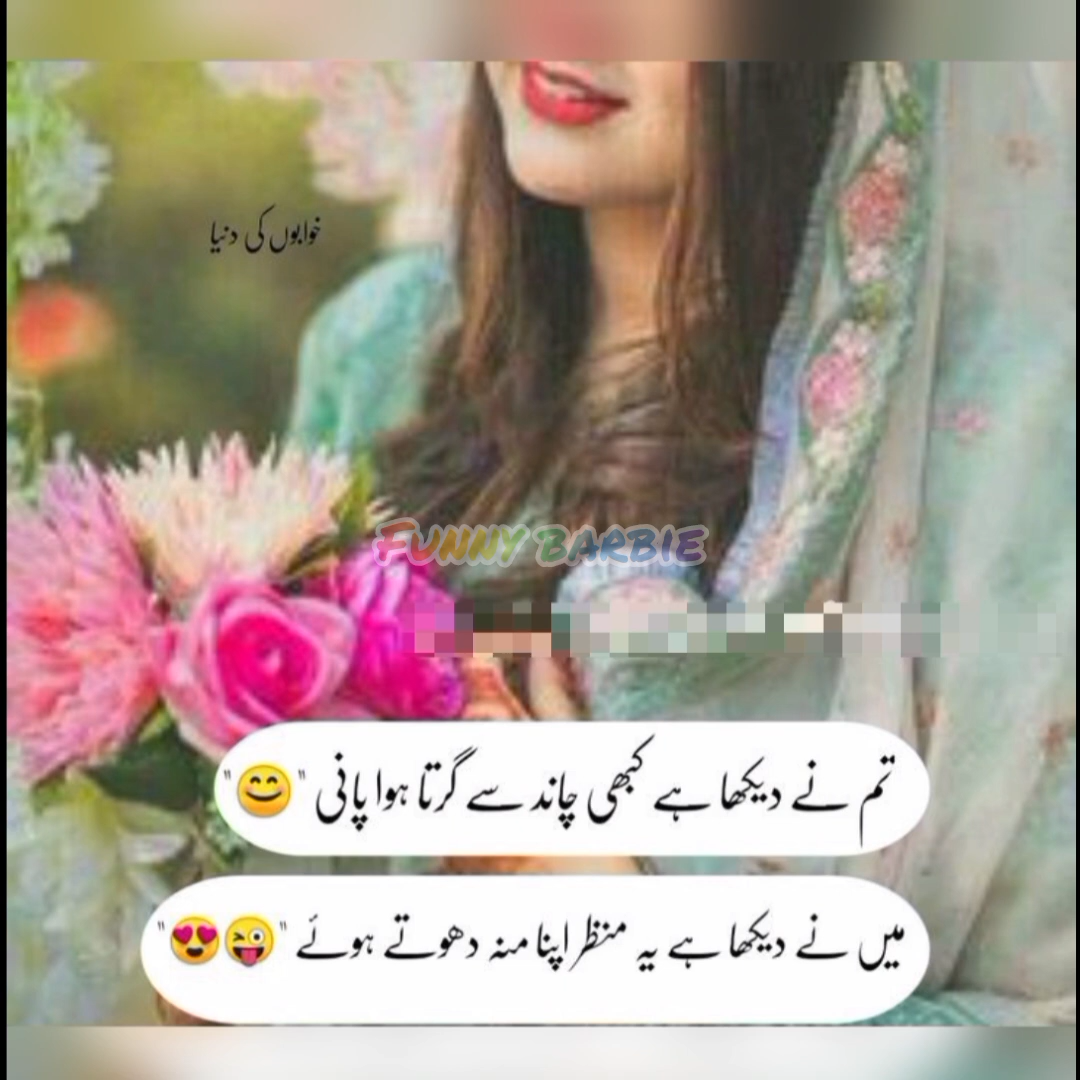 خوابوں کی دنیا
FUNNY BARBIE
تم نے دیکھا ہے کبھی چاند سے گرتا ہوا پانی "😊"
میں نے دیکھا ہے یہ منظر اپنا منہ دھوتے ہوئے "😜😍"